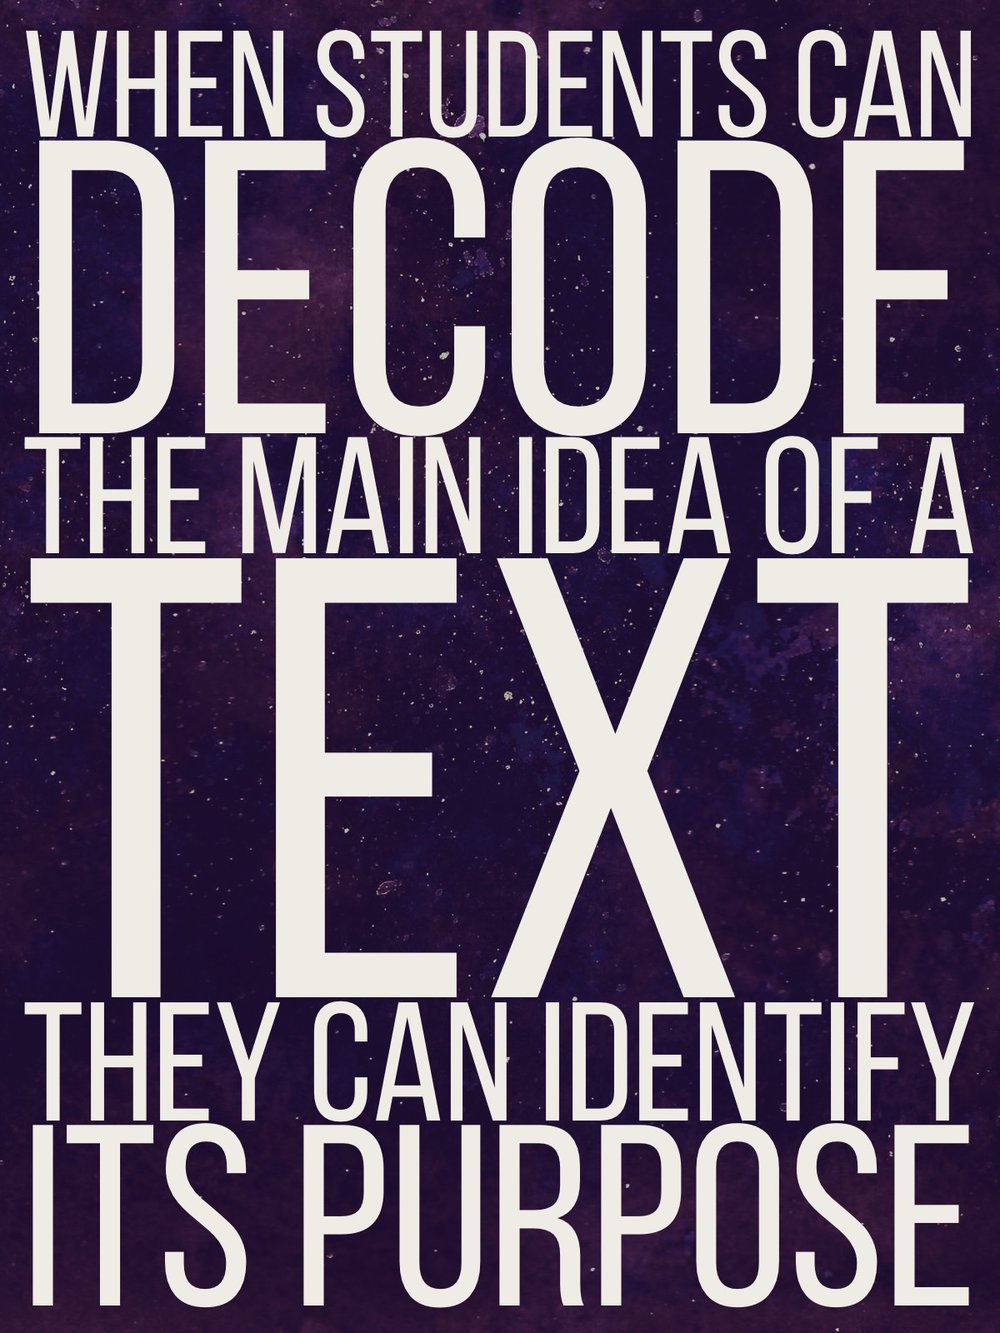 WHEN STUDENTS CAN
DECODE
THE MAIN IDEA OF A
TEXT
THEY CAN IDENTIFY
ITS PURPOSE